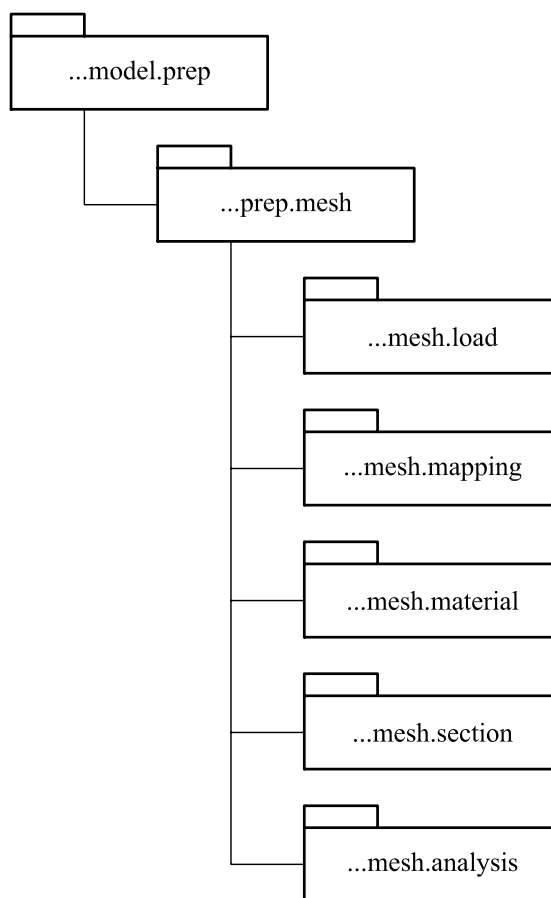 ...model.prep
...prep.mesh
...mesh.load
...mesh.mapping
...mesh.material
...mesh.section
...mesh.analysis